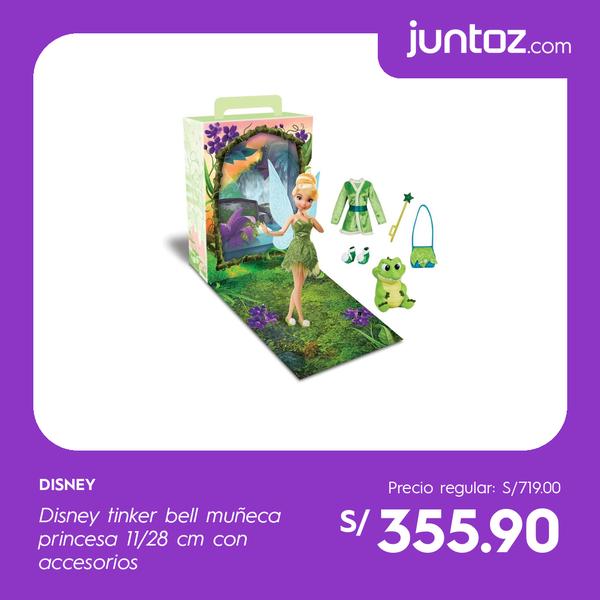 juntoz.com
DISNEY
Disney tinker bell muñeca
princesa 11/28 cm con
accesorios
Precio regular: S/719.00
S/ 355.90